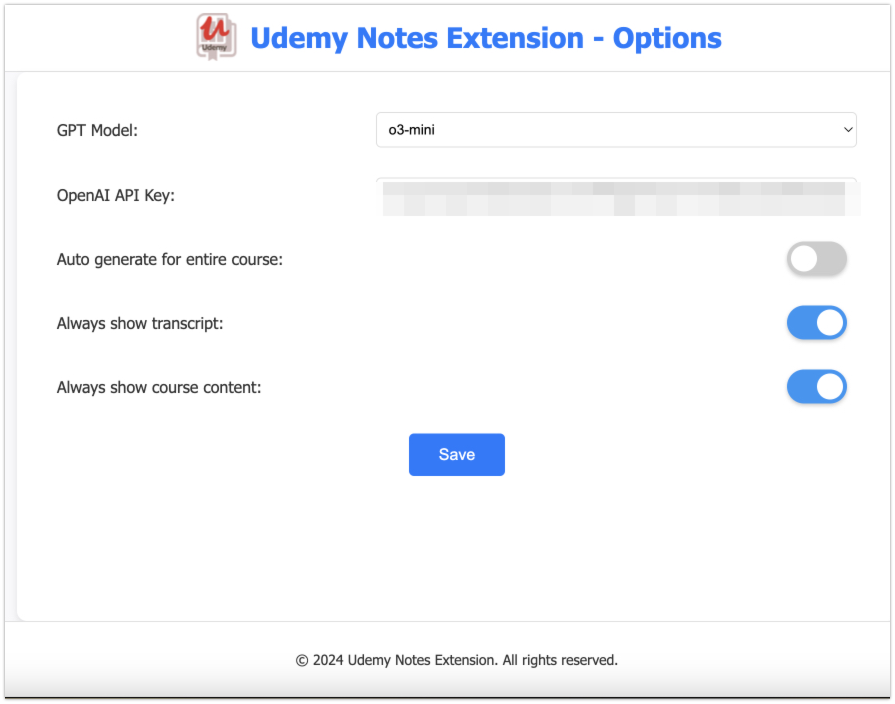 Udemy
Udemy Notes Extension - Options
GPT Model:
o3-mini
OpenAI API Key:
Auto generate for entire course:
Always show transcript:
Always show course content:
Save
© 2024 Udemy Notes Extension. All rights reserved.